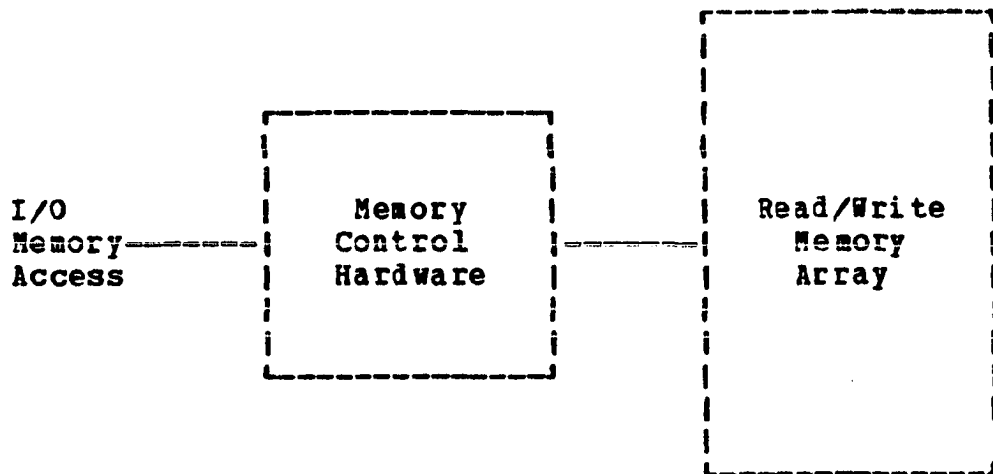 I/O
Memory
Access
Memory
Control
Hardware
Read/Write
Memory
Array